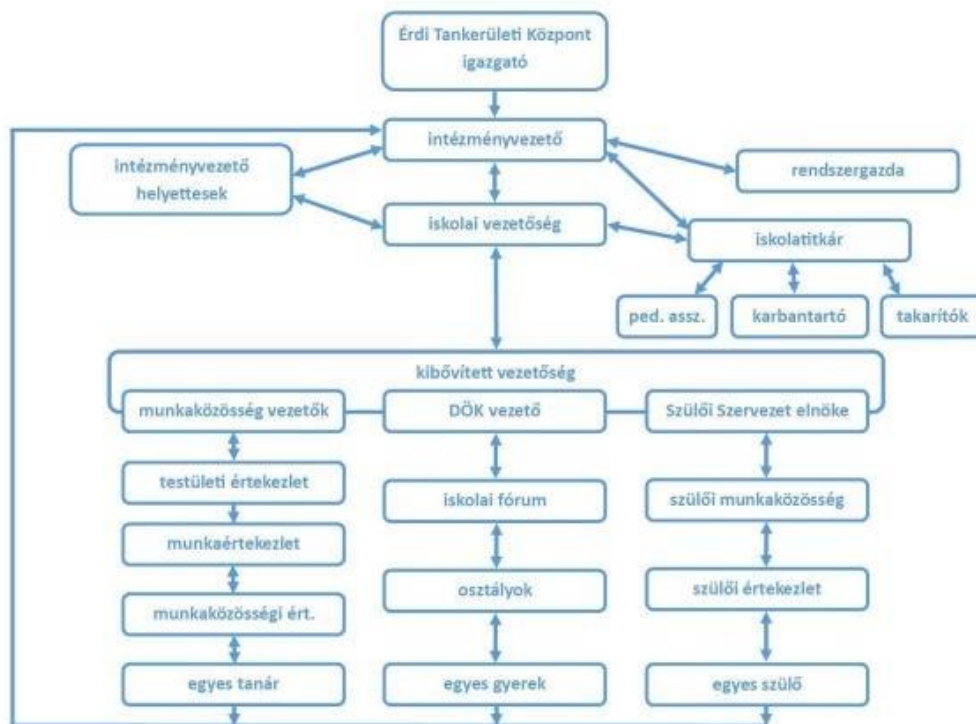 Érdi Tankerületi Központ
igazgató
intézményvezető
intézményvezető
helyettesek
rendszergazda
iskolai vezetőség
iskolatitkár
ped. assz.
karbantartó
takarítók
kibővített vezetőség
munkaközösség vezetők
DÖK vezető
Szülői Szervezet elnöke
testületi értekezlet
iskolai fórum
szülői munkaközösség
munkaértekezlet
osztályok
szülői értekezlet
munkaközösségi ért.
egyes tanár
egyes gyerek
egyes szülő